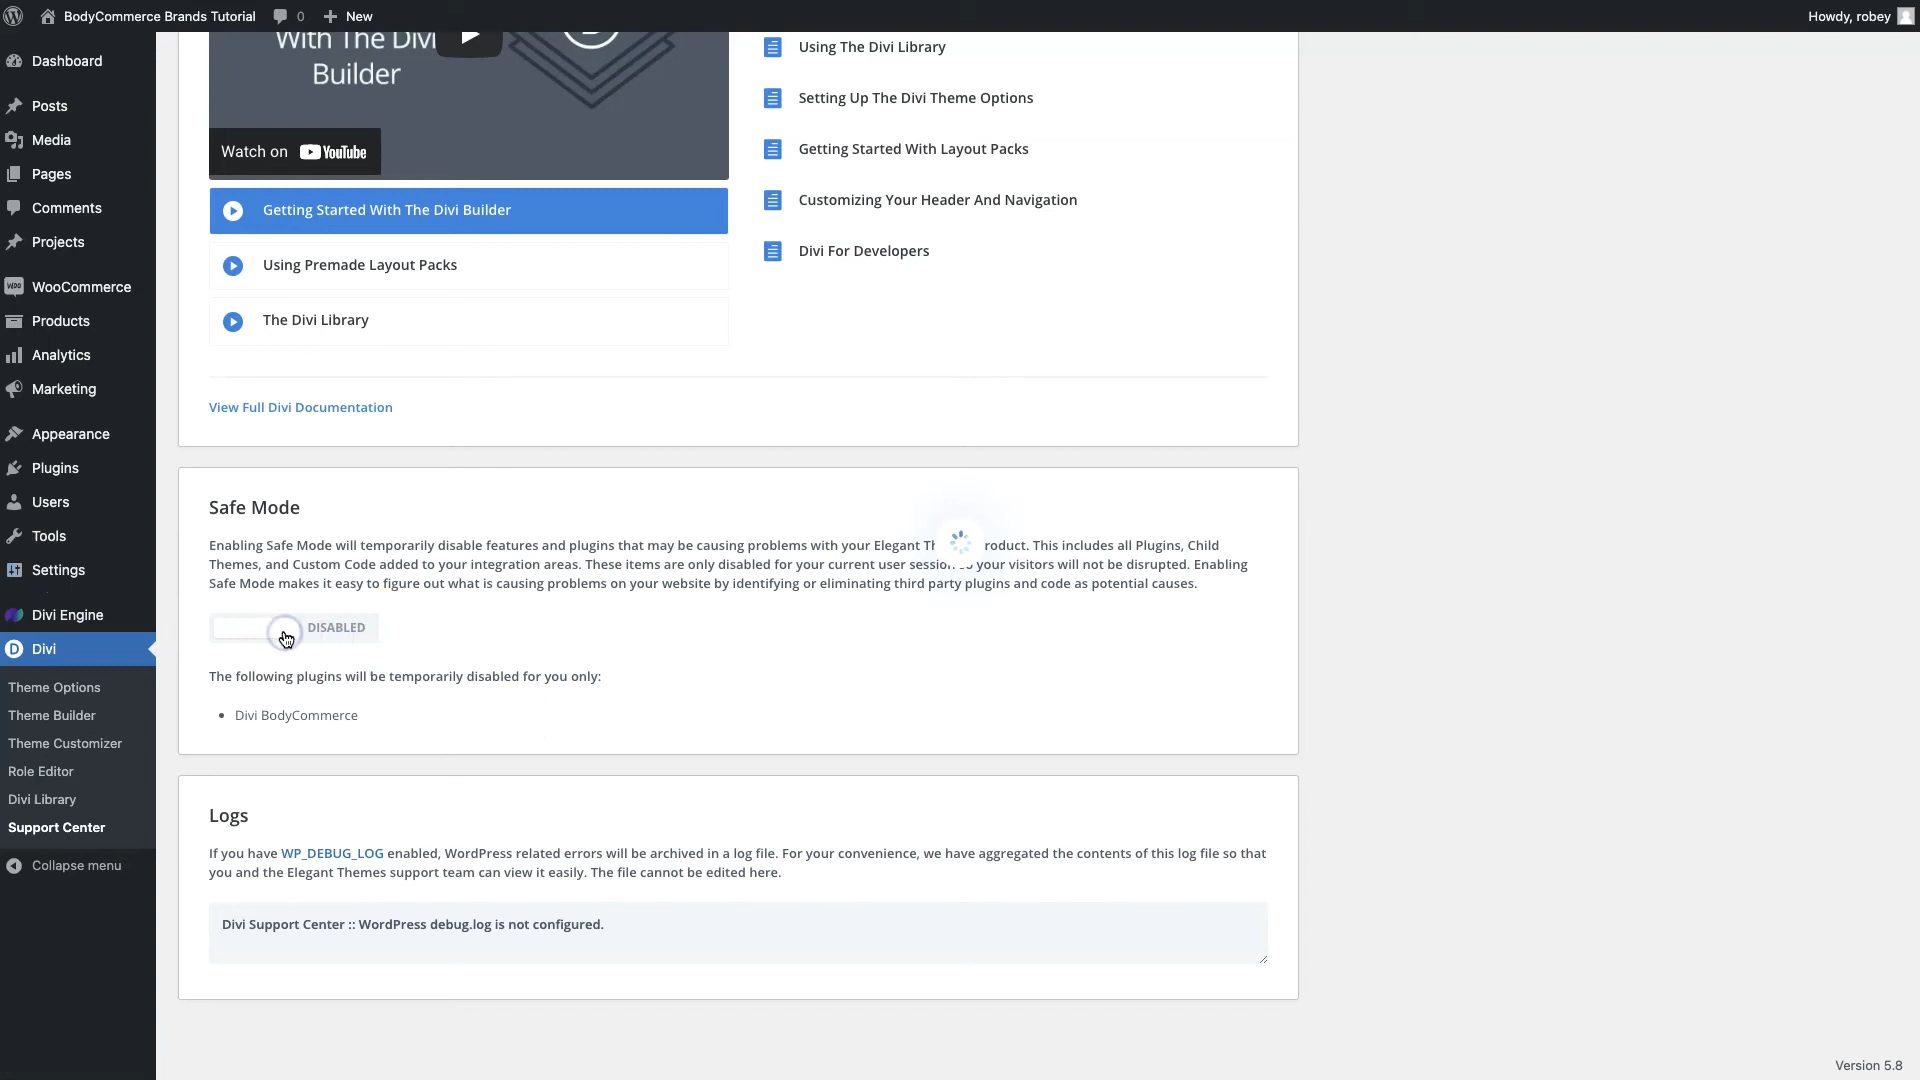 BodyCommerce Brands Tutorial
0
New
Howdy, robey
Dashboard
Posts
Media
Pages
Comments
Projects
WooCommerce
Products
Analytics
Marketing
Appearance
Plugins
Users
Tools
Settings
Divi Engine
Divi
Theme Options
Theme Builder
Theme Customizer
Role Editor
Divi Library
Support Center
Collapse menu
With The Divi
Builder
Watch on YouTube
Getting Started With The Divi Builder
Using Premade Layout Packs
The Divi Library
Using The Divi Library
Setting Up The Divi Theme Options
Getting Started With Layout Packs
Customizing Your Header And Navigation
Divi For Developers
View Full Divi Documentation
Safe Mode
Enabling Safe Mode will temporarily disable features and plugins that may be causing problems with your Elegant product. This includes all Plugins, Child
Themes, and Custom Code added to your integration areas. These items are only disabled for your current user session so your visitors will not be disrupted. Enabling
Safe Mode makes it easy to figure out what is causing problems on your website by identifying or eliminating third party plugins and code as potential causes.
DISABLED
The following plugins will be temporarily disabled for you only:
Divi BodyCommerce
Logs
If you have WP_DEBUG_LOG enabled, WordPress related errors will be archived in a log file. For your convenience, we have aggregated the contents of this log file so that
you and the Elegant Themes support team can view it easily. The file cannot be edited here.
Divi Support Center :: WordPress debug.log is not configured.
Version 5.8